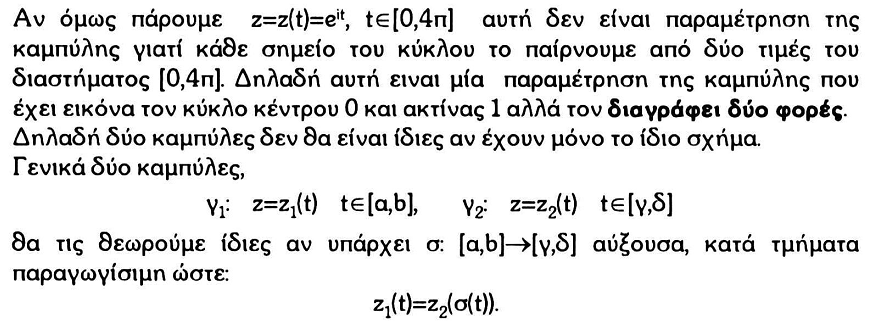 Αν όμως πάρουμε z=z(t)=eⁱᵗ, t∈[0,4π] αυτή δεν είναι παραμέτρηση της
καμπύλης γιατί κάθε σημείο του κύκλου το παίρνουμε από δύο τιμές του
διαστήματος [0,4π]. Δηλαδή αυτή ειναι μία παραμέτρηση της καμπύλης που
έχει εικόνα τον κύκλο κέντρου 0 και ακτίνας 1 αλλά τον διαγράφει δύο φορές.
Δηλαδή δύο καμπύλες δεν θα είναι ίδιες αν έχουν μόνο το ίδιο σχήμα.
Γενικά δύο καμπύλες,
γ₁: z=z₁(t) t∈[a,b], γ₂: z=z₂(t) t∈[γ,δ]
θα τις θεωρούμε ίδιες αν υπάρχει σ: [a,b]→[γ,δ] αύξουσα, κατά τμήματα
παραγωγίσιμη ώστε:
z₁(t)=z₂(σ(t)).